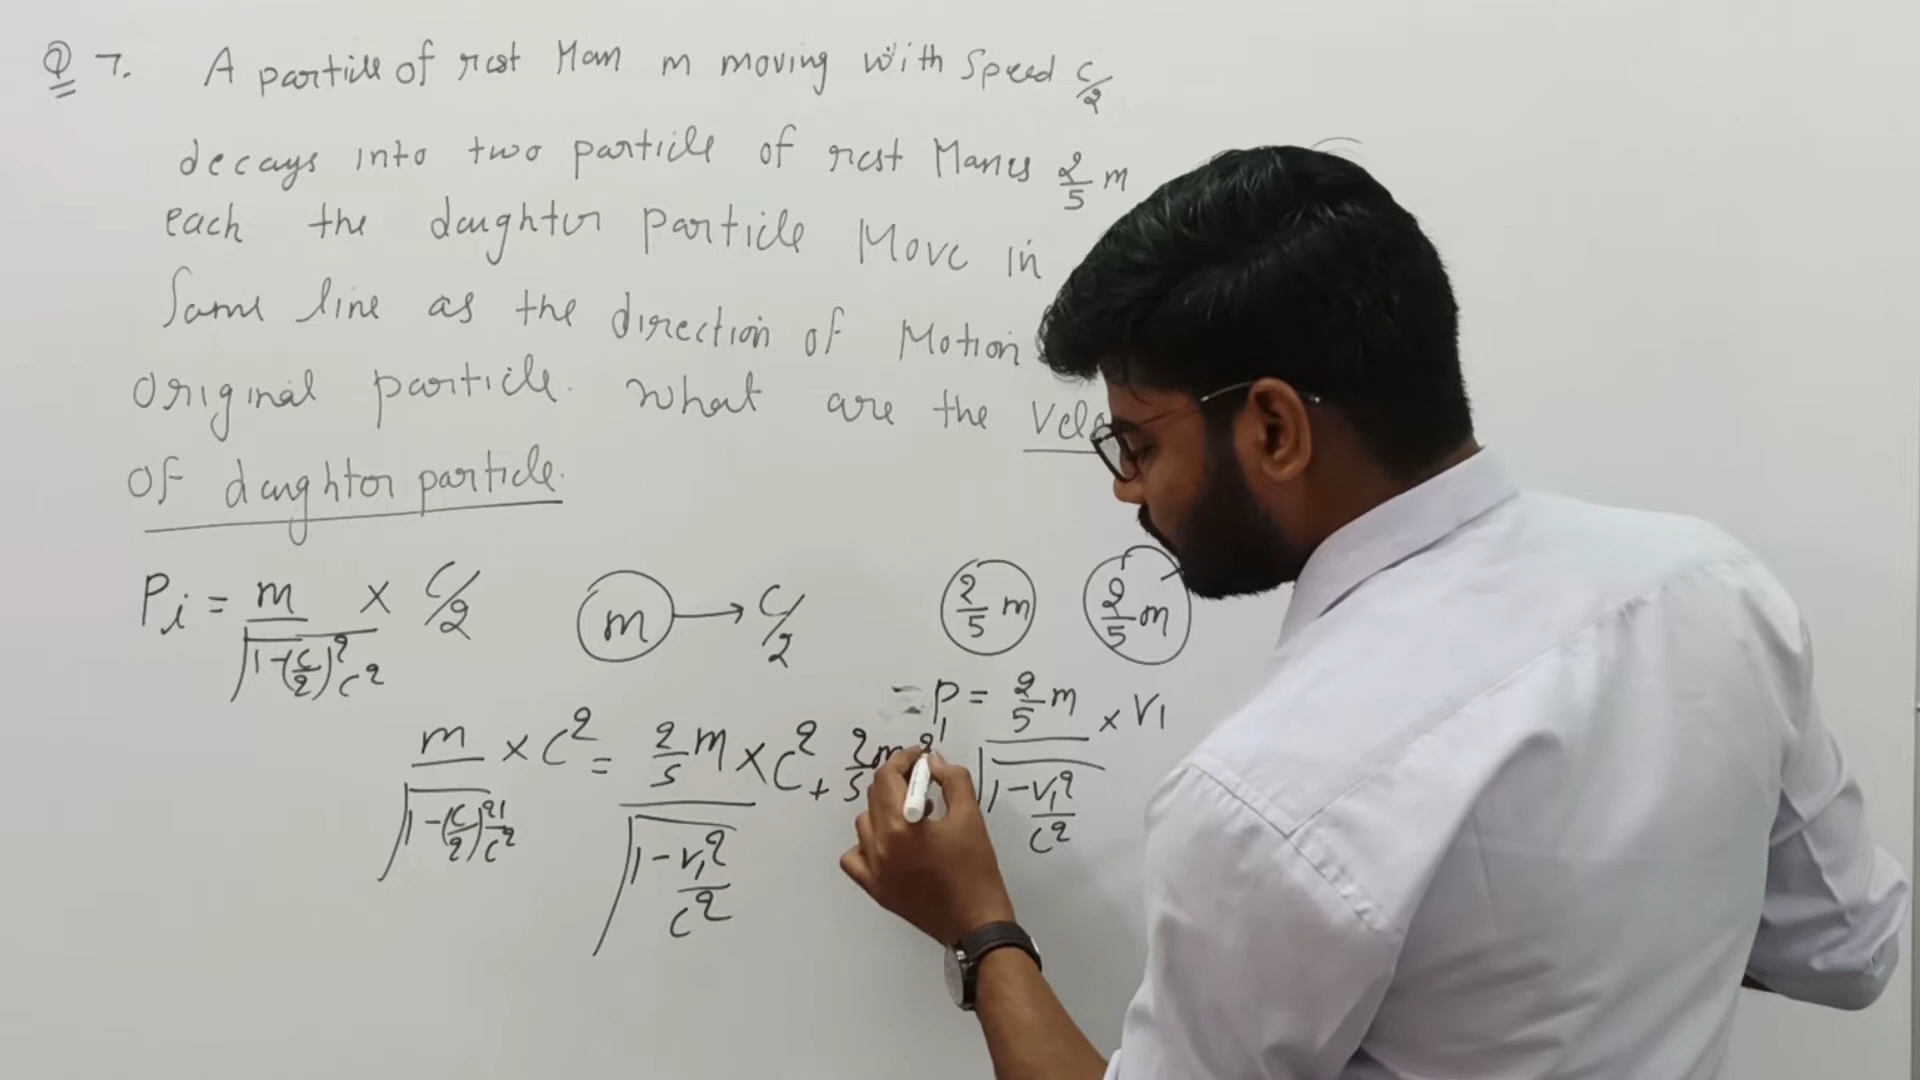 Q 7. A particle of rest Mass m moving with Speed c/2
decays into two particle of rest Masses 2/5 m
each the daughter particle Move in
Same line as the direction of Motion
Original particle. What are the Velo
Of daughter particle.
Pi = m/√(1-(c/2)²/c²) × c/2
m → c/2
2/5 m 2/5 m
= P1 = 2/5 m/√(1-v1²/c²) × V1
m/√(1-(c/2)² 1/c²) × c² = 2/5 m/√(1-v1²/c²) × c² + 2/5 m